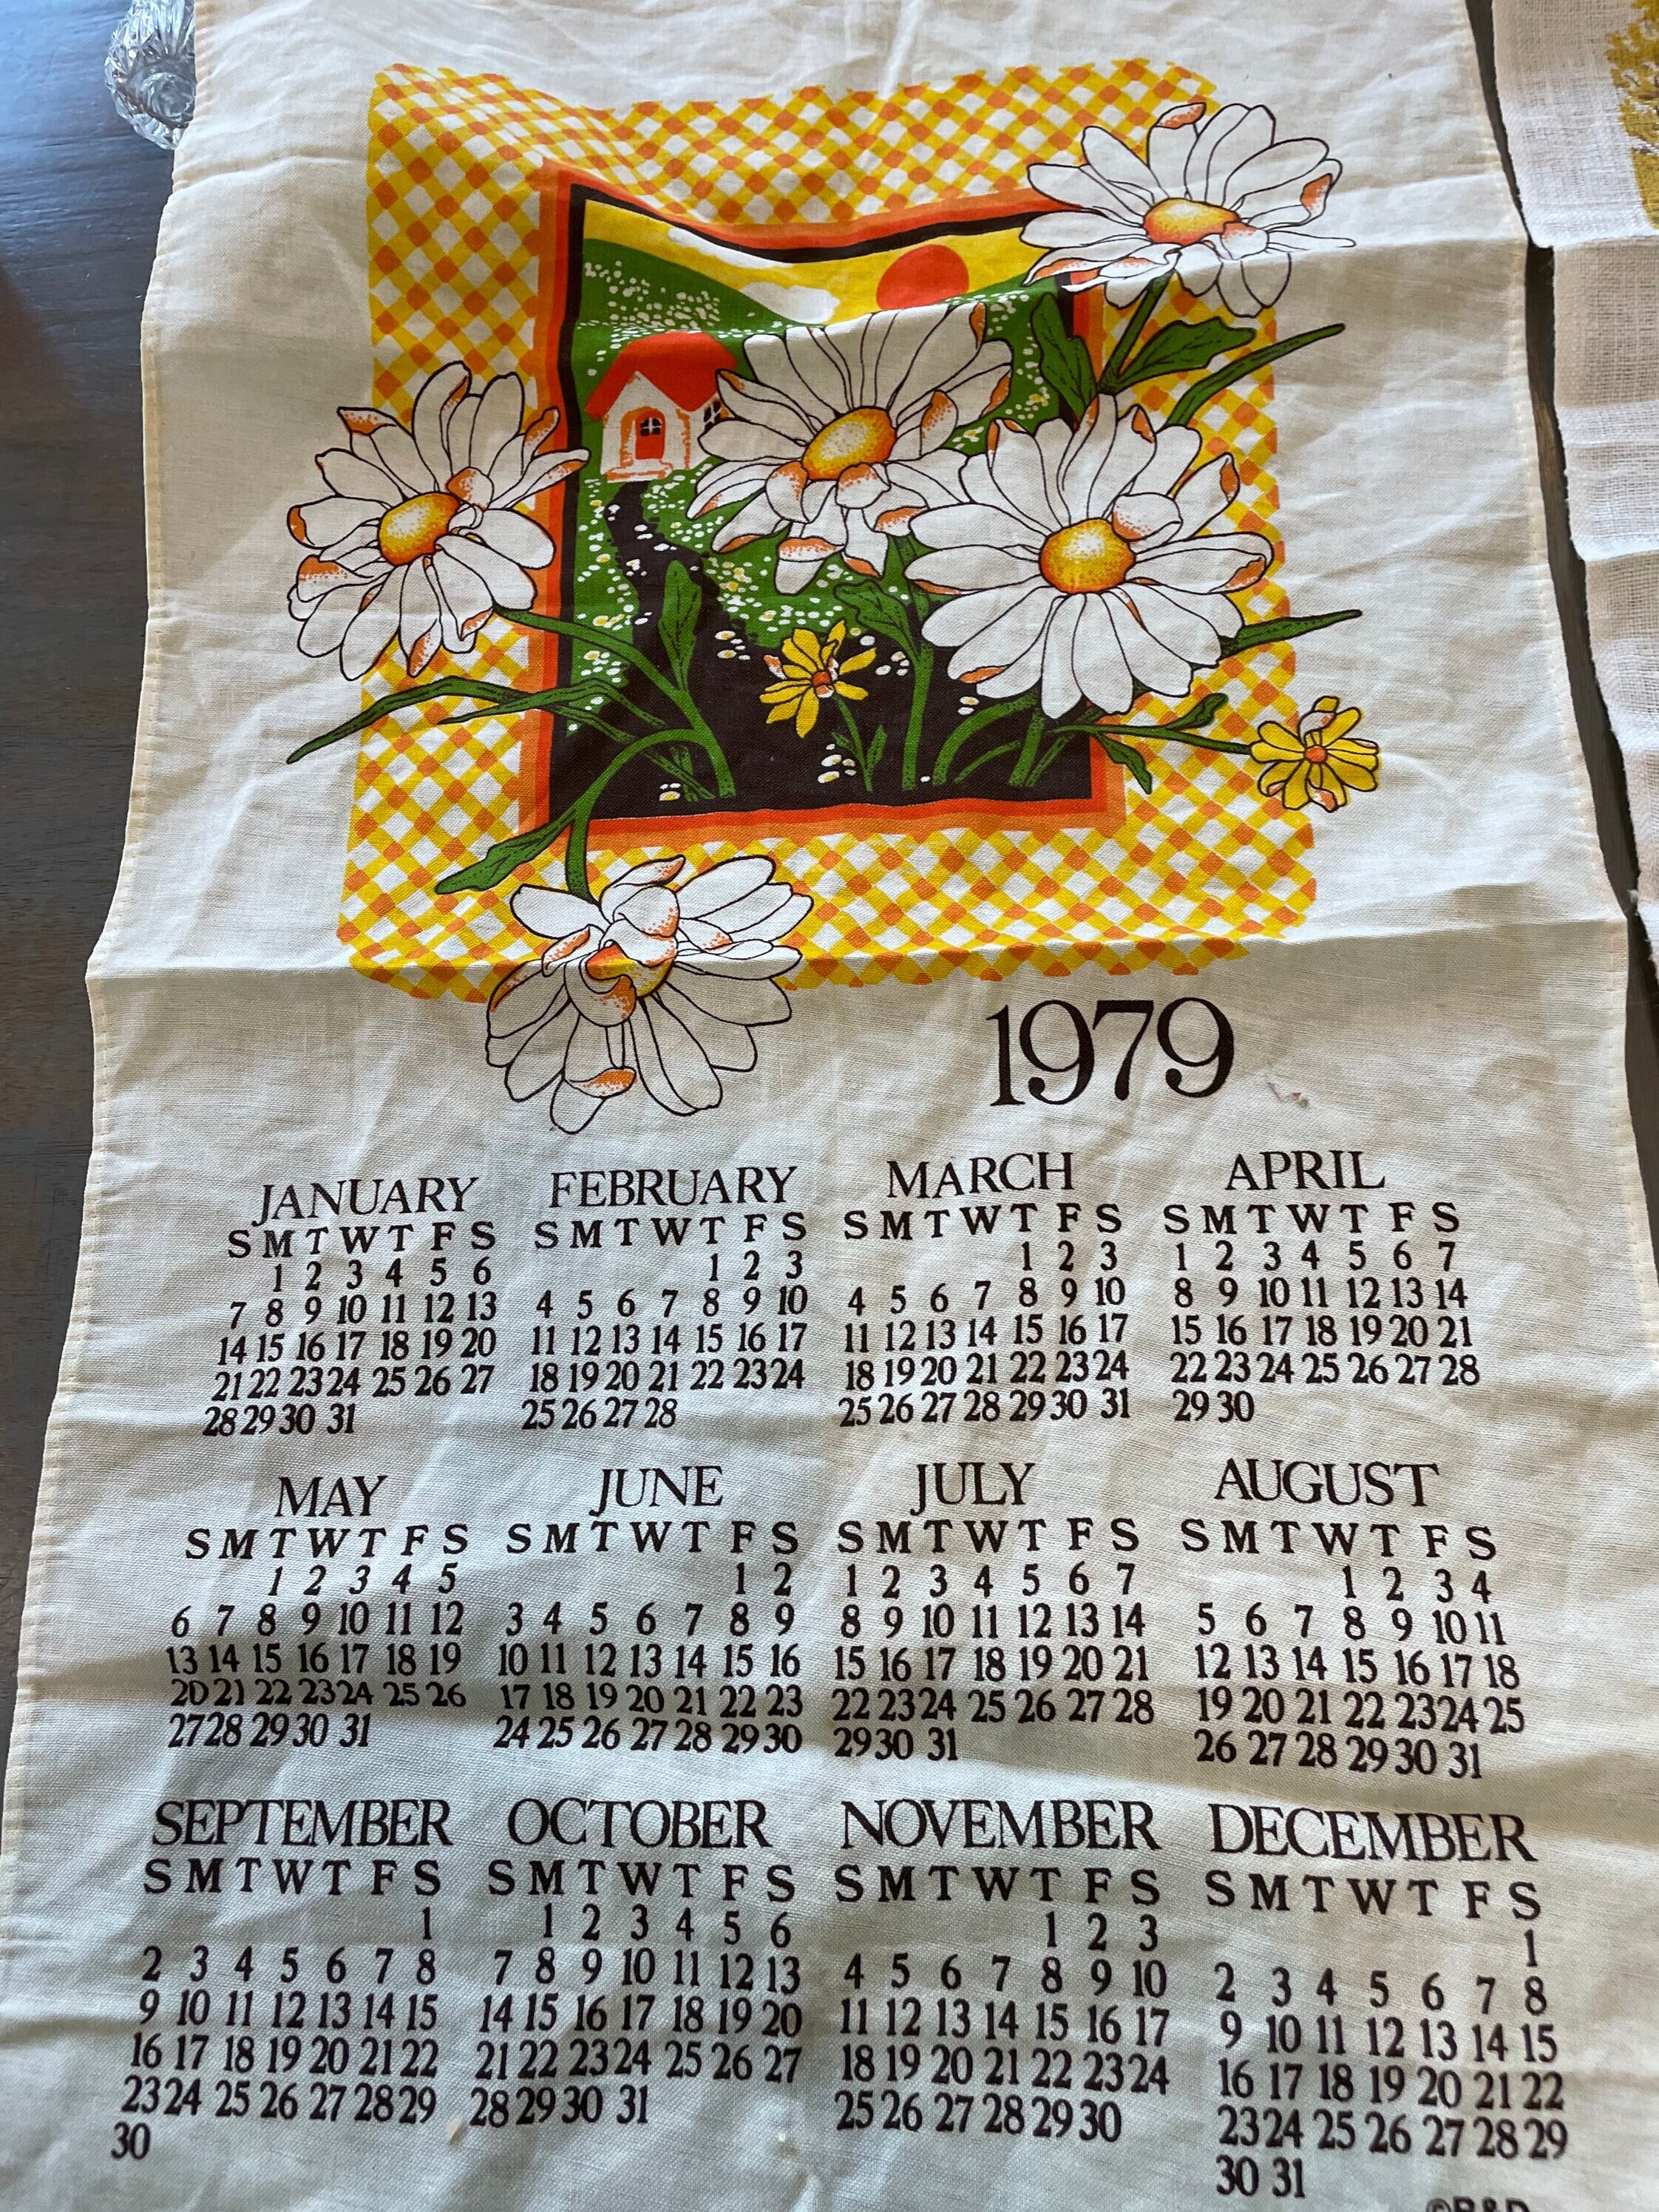 1979
JANUARY FEBRUARY MARCH APRIL
S M T W T F S S M T W T F S S M T W T F S S M T W T F S
1 2 3 4 5 6 1 2 3 1 2 3 1 2 3 4 5 6 7
7 8 9 10 11 12 13 4 5 6 7 8 9 10 4 5 6 7 8 9 10 8 9 10 11 12 13 14
14 15 16 17 18 19 20 11 12 13 14 15 16 17 11 12 13 14 15 16 17 15 16 17 18 19 20 21
21 22 23 24 25 26 27 18 19 20 21 22 23 24 18 19 20 21 22 23 24 22 23 24 25 26 27 28
28 29 30 31 25 26 27 28 25 26 27 28 29 30 31 29 30
MAY JUNE JULY AUGUST
S M T W T F S S M T W T F S S M T W T F S S M T W T F S
1 2 3 4 5 1 2 1 2 3 4 5 6 7 1 2 3 4
6 7 8 9 10 11 12 3 4 5 6 7 8 9 8 9 10 11 12 13 14 5 6 7 8 9 10 11
13 14 15 16 17 18 19 10 11 12 13 14 15 16 15 16 17 18 19 20 21 12 13 14 15 16 17 18
20 21 22 23 24 25 26 17 18 19 20 21 22 23 22 23 24 25 26 27 28 19 20 21 22 23 24 25
27 28 29 30 31 24 25 26 27 28 29 30 29 30 31 26 27 28 29 30 31
SEPTEMBER OCTOBER NOVEMBER DECEMBER
S M T W T F S S M T W T F S S M T W T F S S M T W T F S
1 1 2 3 4 5 6 1 2 3 1
2 3 4 5 6 7 8 7 8 9 10 11 12 13 4 5 6 7 8 9 10 2 3 4 5 6 7 8
9 10 11 12 13 14 15 14 15 16 17 18 19 20 11 12 13 14 15 16 17 9 10 11 12 13 14 15
16 17 18 19 20 21 22 21 22 23 24 25 26 27 18 19 20 21 22 23 24 16 17 18 19 20 21 22
23 24 25 26 27 28 29 28 29 30 31 25 26 27 28 29 30 23 24 25 26 27 28 29
30 30 31